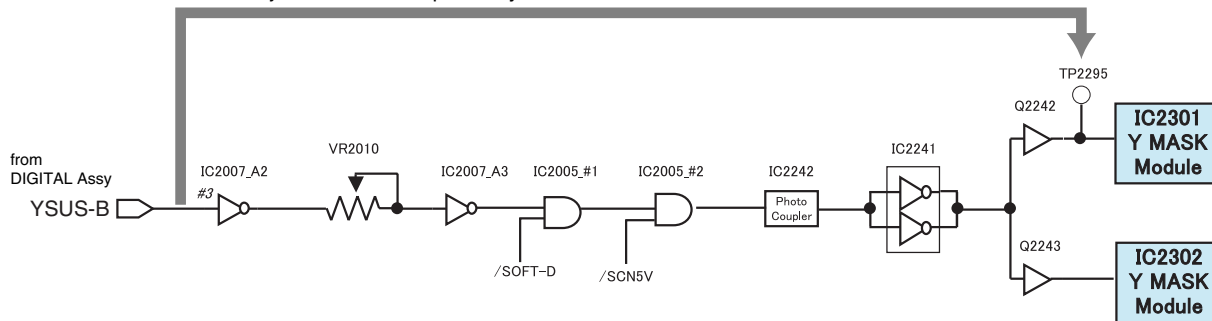 TP2295
Q2242
IC2301
Y MASK
Module
VR2010
IC2007_A2
IC2007_A3
IC2005_#1
IC2005_#2
IC2242
IC2241
from
DIGITAL Assy
#3
YSUS-B
Photo
Coupler
/SOFT-D
/SCN5V
Q2243
IC2302
Y MASK
Module